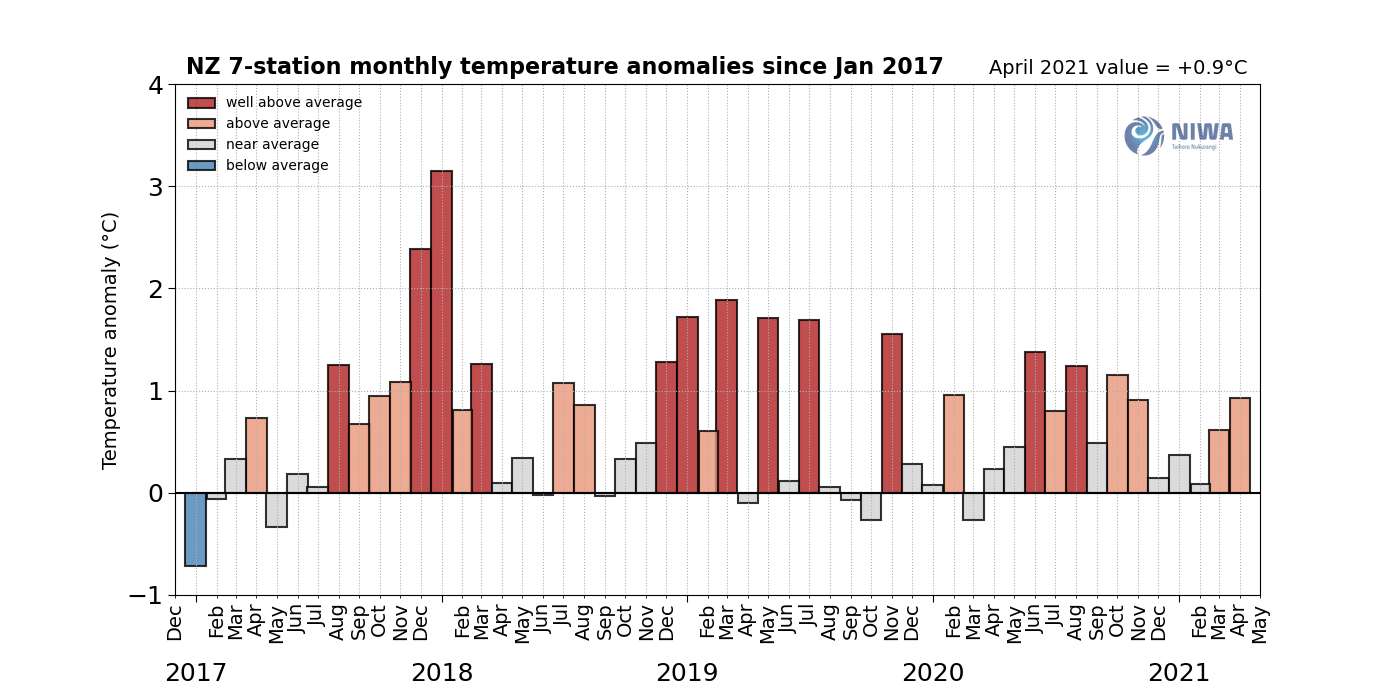 NZ 7-station monthly temperature anomalies since Jan 2017
April 2021 value = +0.9°C
well above average
above average
near average
below average
NIWA
Taihoro Nukurangi
Temperature anomaly (°C)
4
3
2
1
0
−1
Dec Feb Mar Apr May Jun Jul Aug Sep Oct Nov Dec Feb Mar Apr May Jun Jul Aug Sep Oct Nov Dec Feb Mar Apr May Jun Jul Aug Sep Oct Nov Dec Feb Mar Apr May Jun Jul Aug Sep Oct Nov Dec Feb Mar Apr May
2017 2018 2019 2020 2021